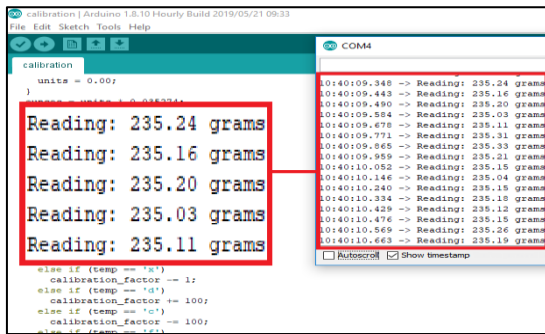 calibration | Arduino 1.8.10 Hourly Build 2019/05/21 09:33
File Edit Sketch Tools Help
calibration
units = 0.00;
}
Reading: 235.24 grams
Reading: 235.16 grams
Reading: 235.20 grams
Reading: 235.03 grams
Reading: 235.11 grams
else if (temp == 'x')
calibration_factor -= 1;
else if (temp == 'd')
calibration_factor += 100;
else if (temp == 'c')
calibration_factor -= 100;
COM4
10:40:09.348 -> Reading: 235.24 grams
10:40:09.443 -> Reading: 235.16 grams
10:40:09.490 -> Reading: 235.20 grams
10:40:09.584 -> Reading: 235.03 grams
10:40:09.678 -> Reading: 235.11 grams
10:40:09.771 -> Reading: 235.31 grams
10:40:09.865 -> Reading: 235.33 grams
10:40:09.959 -> Reading: 235.21 grams
10:40:10.052 -> Reading: 235.15 grams
10:40:10.146 -> Reading: 235.04 grams
10:40:10.240 -> Reading: 235.15 grams
10:40:10.334 -> Reading: 235.18 grams
10:40:10.429 -> Reading: 235.12 grams
10:40:10.476 -> Reading: 235.15 grams
10:40:10.569 -> Reading: 235.26 grams
10:40:10.663 -> Reading: 235.19 grams
Autoscroll Show timestamp